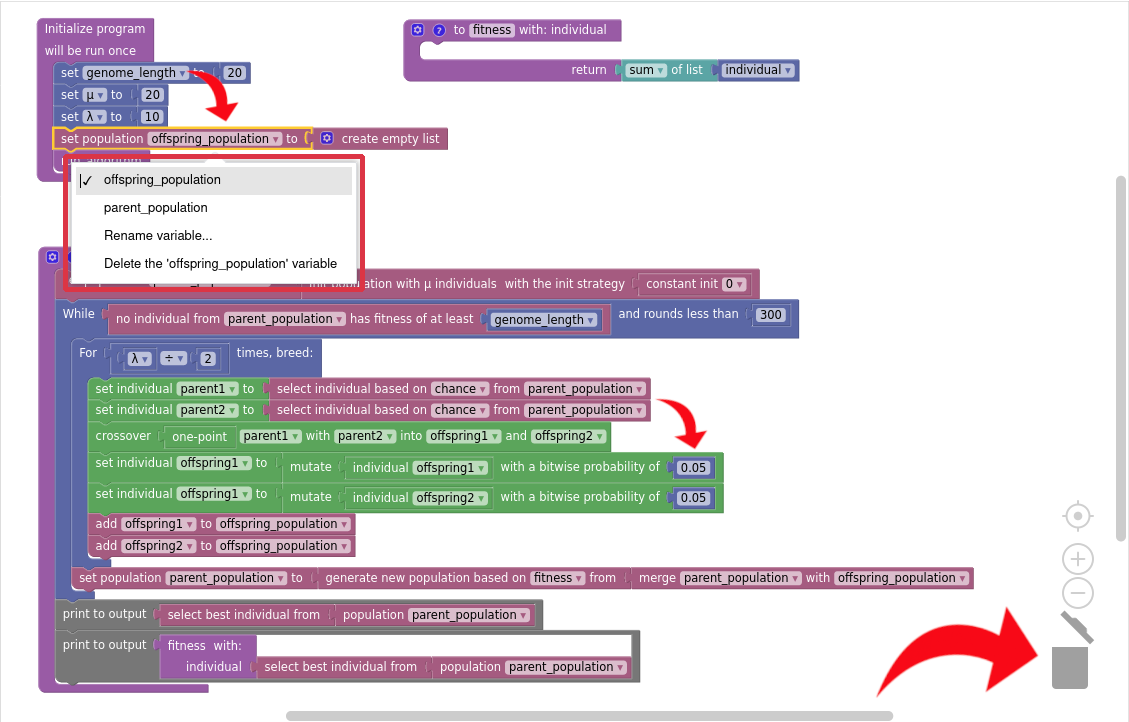 Initialize program
will be run once
set genome_length to 20
set μ to 20
set λ to 10
set population offspring_population to create empty list
to fitness with: individual
return sum of list individual
✓ offspring_population
parent_population
Rename variable...
Delete the 'offspring_population' variable
population with μ individuals with the init strategy constant init 0
While no individual from parent_population has fitness of at least genome_length and rounds less than 300
For λ ÷ 2 times, breed:
set individual parent1 to select individual based on chance from parent_population
set individual parent2 to select individual based on chance from parent_population
crossover one-point parent1 with parent2 into offspring1 and offspring2
set individual offspring1 to mutate individual offspring1 with a bitwise probability of 0.05
set individual offspring1 to mutate individual offspring2 with a bitwise probability of 0.05
add offspring1 to offspring_population
add offspring2 to offspring_population
set population parent_population to generate new population based on fitness from merge parent_population with offspring_population
print to output select best individual from population parent_population
print to output fitness with:
individual select best individual from population parent_population